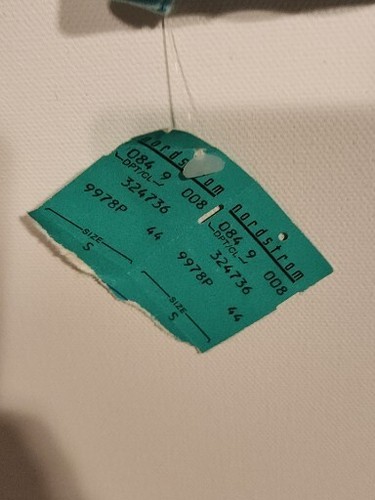 nordstrom
084 9 008
DPT/CL
324736
9978P 44
SIZE
S
nordstrom
084 9 008
DPT/CL
324736
9978P 44
SIZE
S